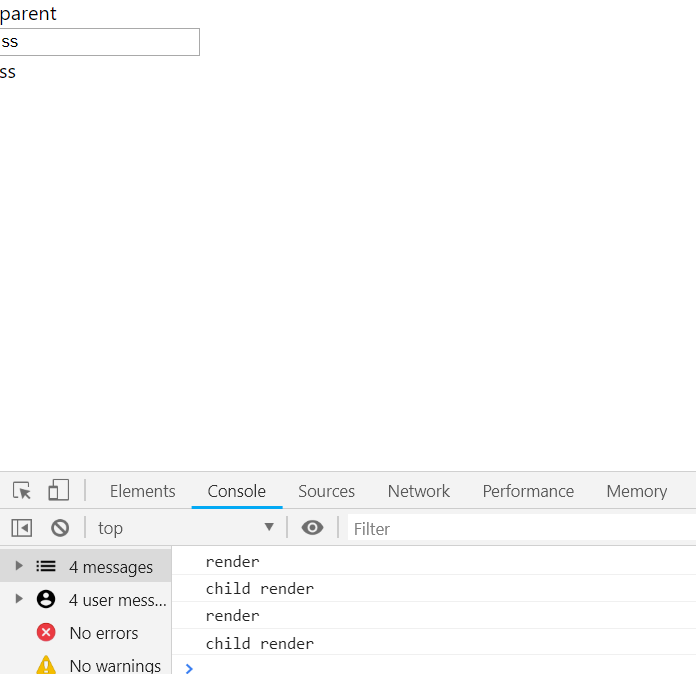 parent
ss
ss
Elements Console Sources Network Performance Memory
top Filter
4 messages
4 user mess...
No errors
No warnings
render
child render
render
child render